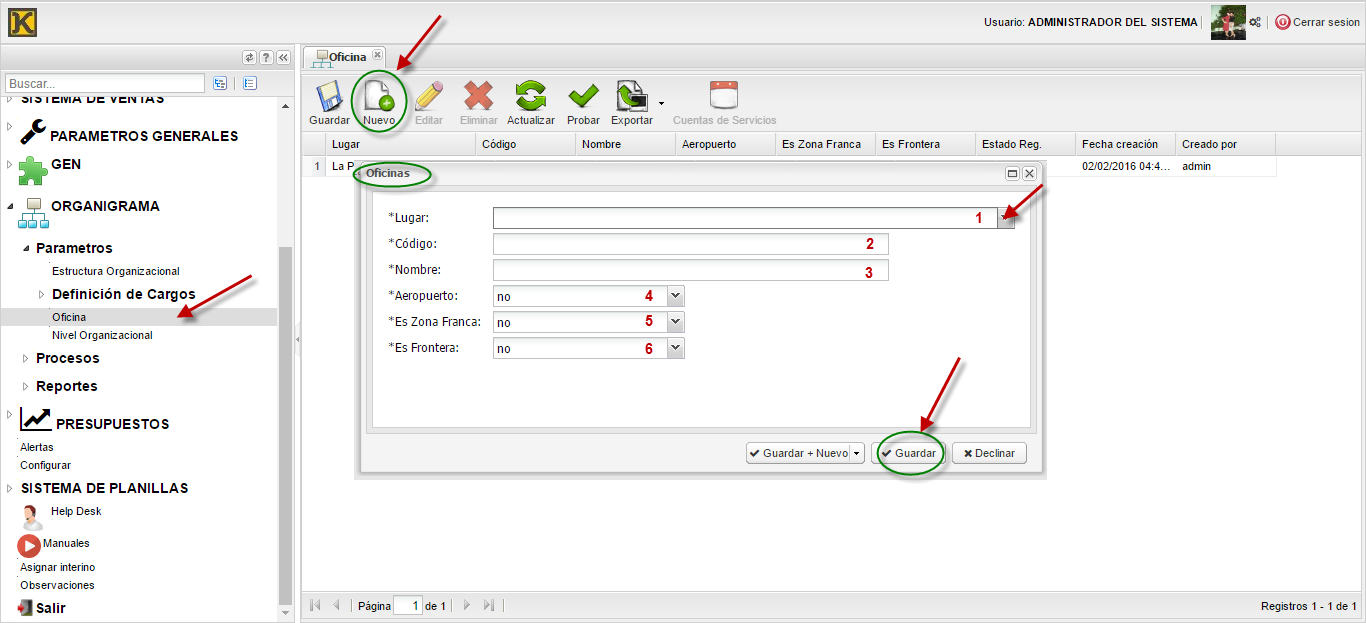 K
Usuario: ADMINISTRADOR DEL SISTEMA
Cerrar sesion
Buscar...
SISTEMA DE VENTAS
PARAMETROS GENERALES
GEN
ORGANIGRAMA
Parametros
Estructura Organizacional
Definición de Cargos
Oficina
Nivel Organizacional
Procesos
Reportes
PRESUPUESTOS
Alertas
Configurar
SISTEMA DE PLANILLAS
Help Desk
Manuales
Asignar interino
Observaciones
Salir
Oficina
Guardar Nuevo Editar Eliminar Actualizar Probar Exportar Cuentas de Servicios
Lugar Código Nombre Aeropuerto Es Zona Franca Es Frontera Estado Reg. Fecha creación Creado por
1 La P 02/02/2016 04:4... admin
Oficinas
*Lugar: 1
*Código: 2
*Nombre: 3
*Aeropuerto: no 4
*Es Zona Franca: no 5
*Es Frontera: no 6
Guardar + Nuevo Guardar Declinar
Página 1 de 1
Registros 1 - 1 de 1